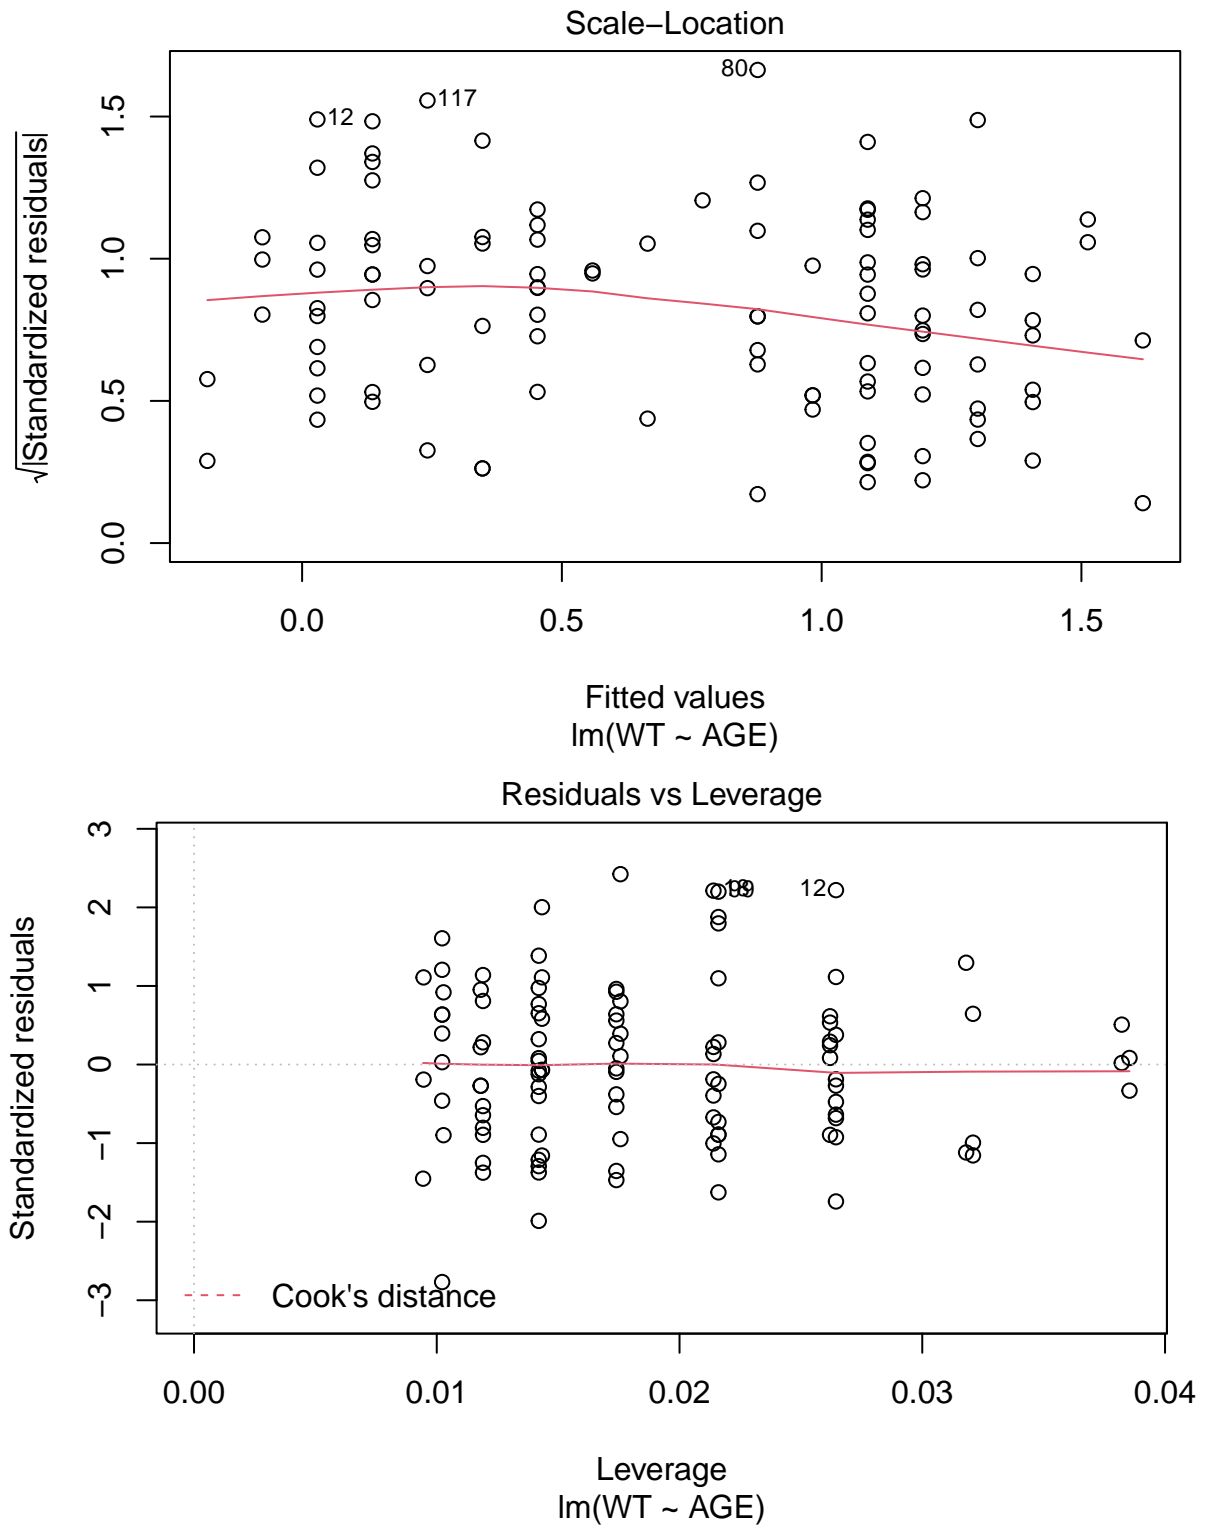 Scale−Location
80
117
12
1.5
1.0
0.5
0.0
√|Standardized residuals|
0.0 0.5 1.0 1.5
Fitted values
lm(WT ~ AGE)
Residuals vs Leverage
3
2
1
0
−1
−2
−3
Standardized residuals
12
Cook's distance
0.00 0.01 0.02 0.03 0.04
Leverage
lm(WT ~ AGE)